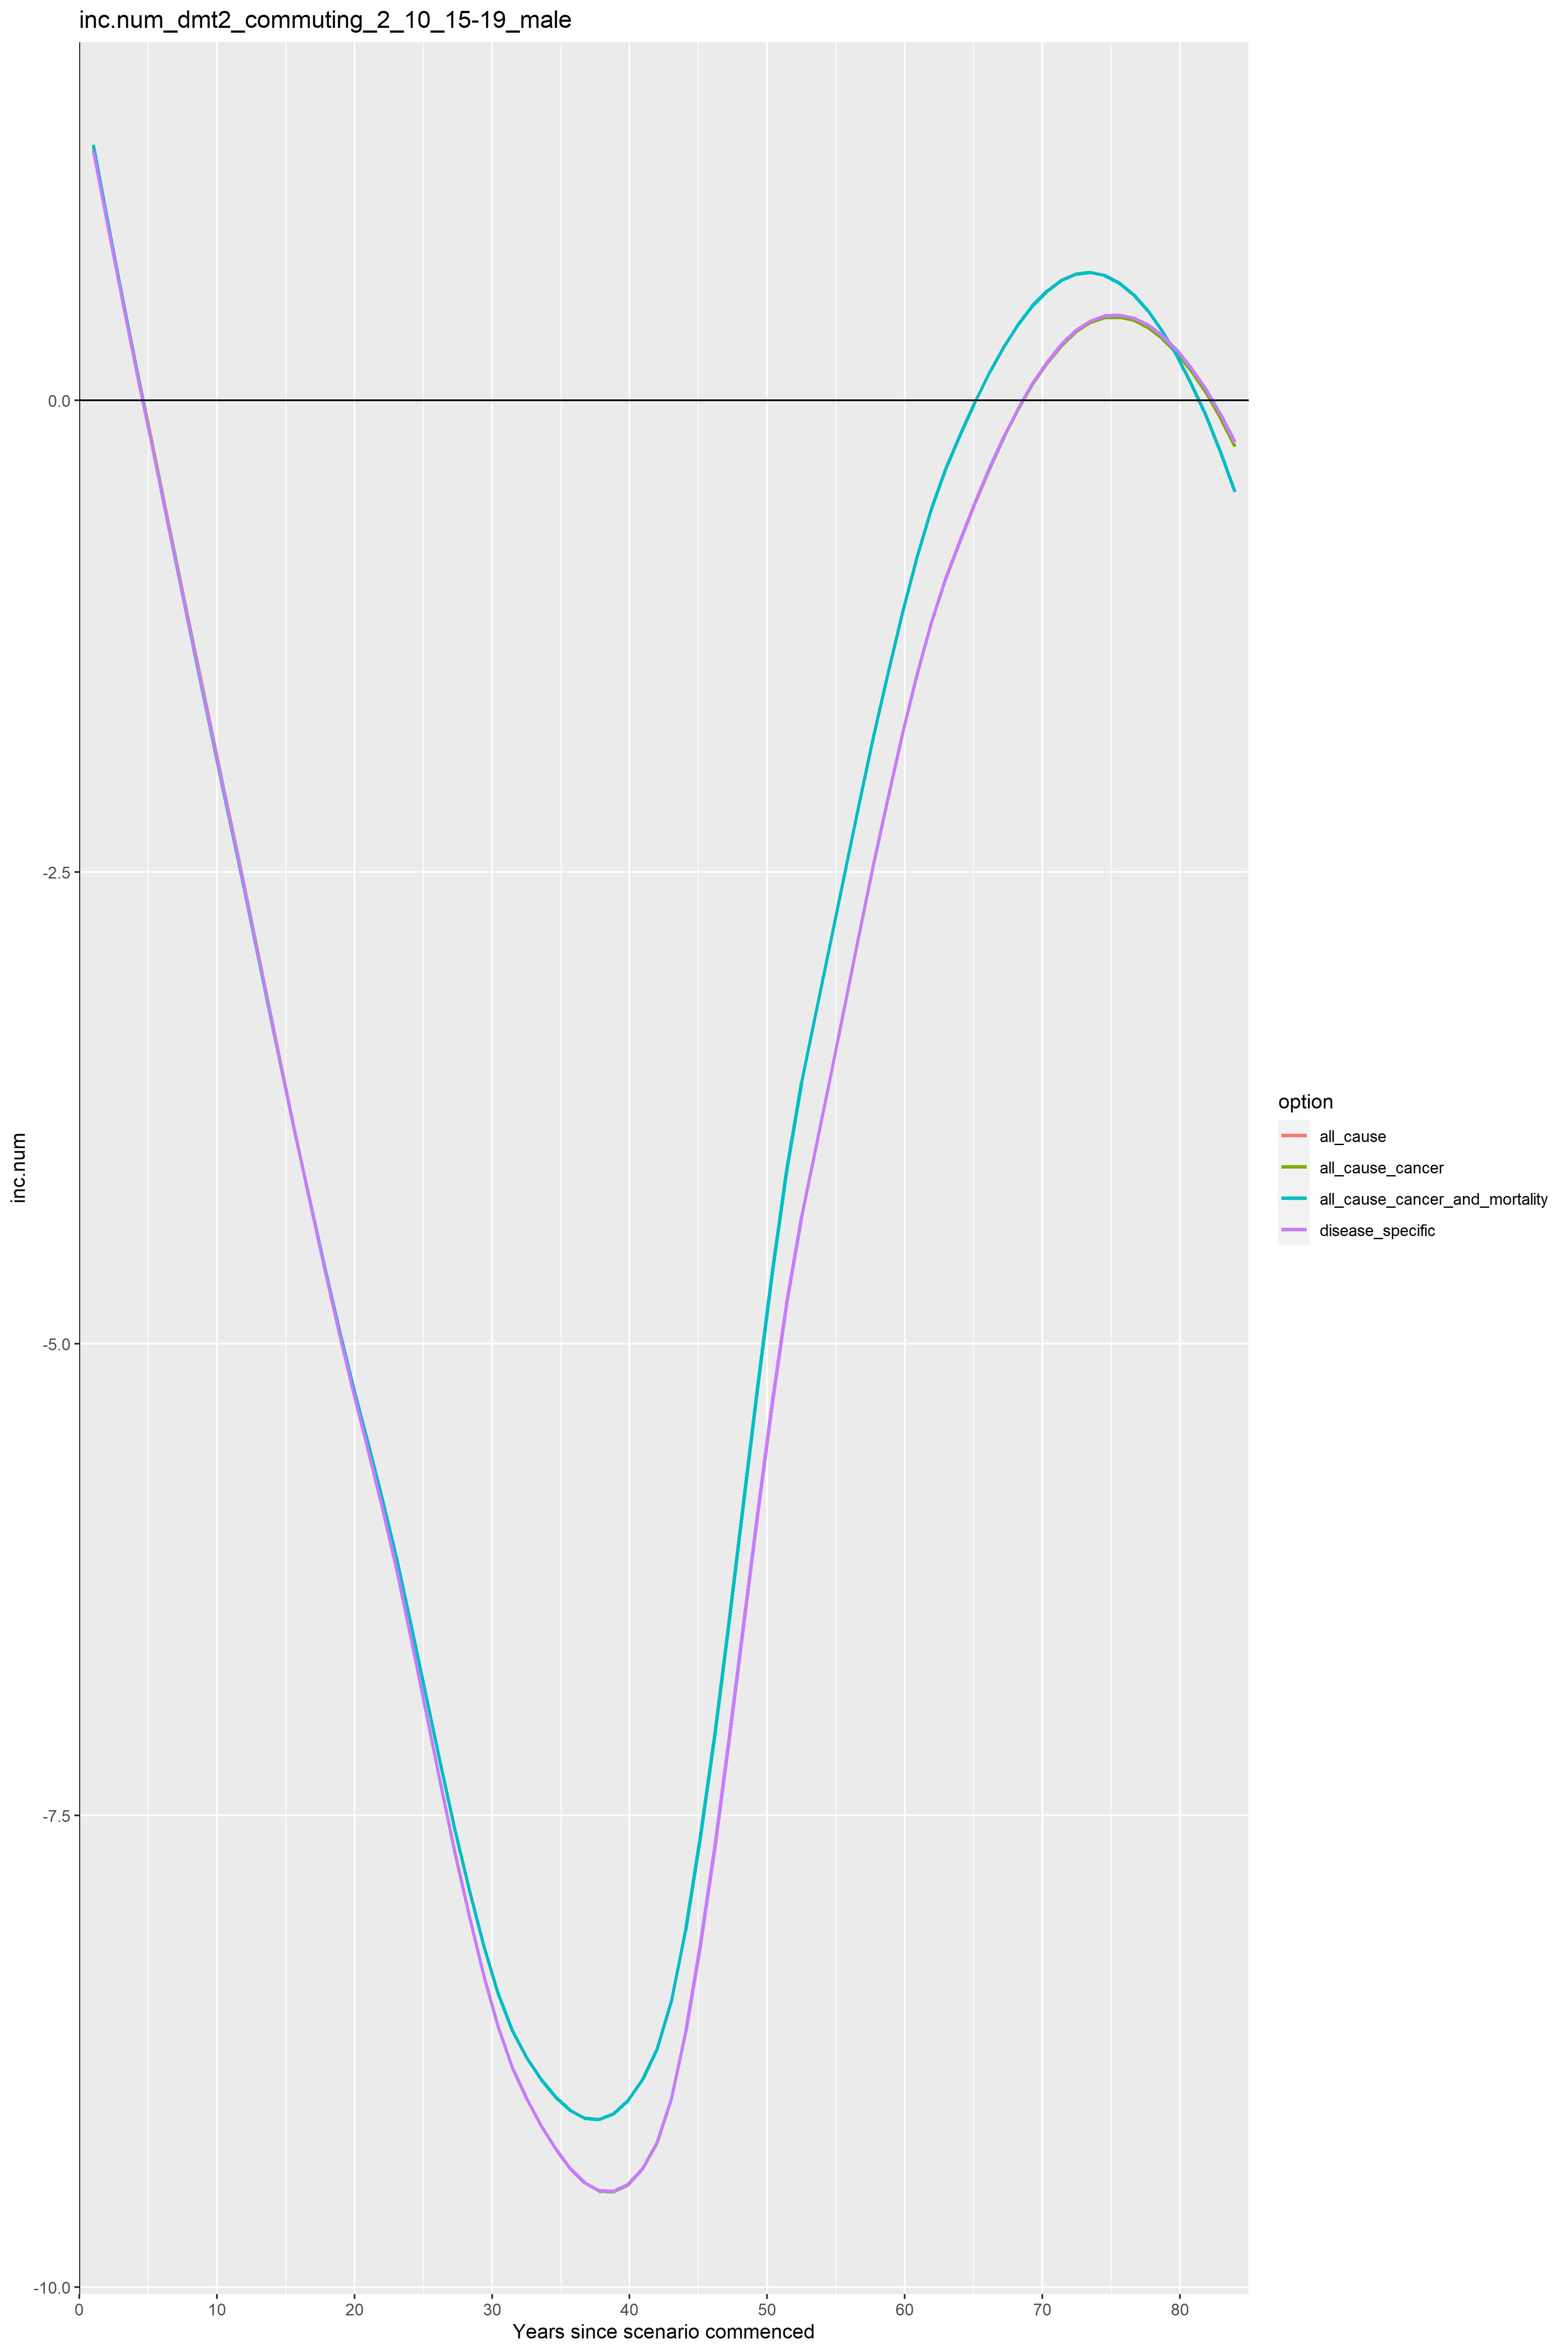 inc.num_dmt2_commuting_2_10_15-19_male
0.0
-2.5
-5.0
-7.5
-10.0
inc.num
0 10 20 30 40 50 60 70 80
Years since scenario commenced
option
all_cause
all_cause_cancer
all_cause_cancer_and_mortality
disease_specific